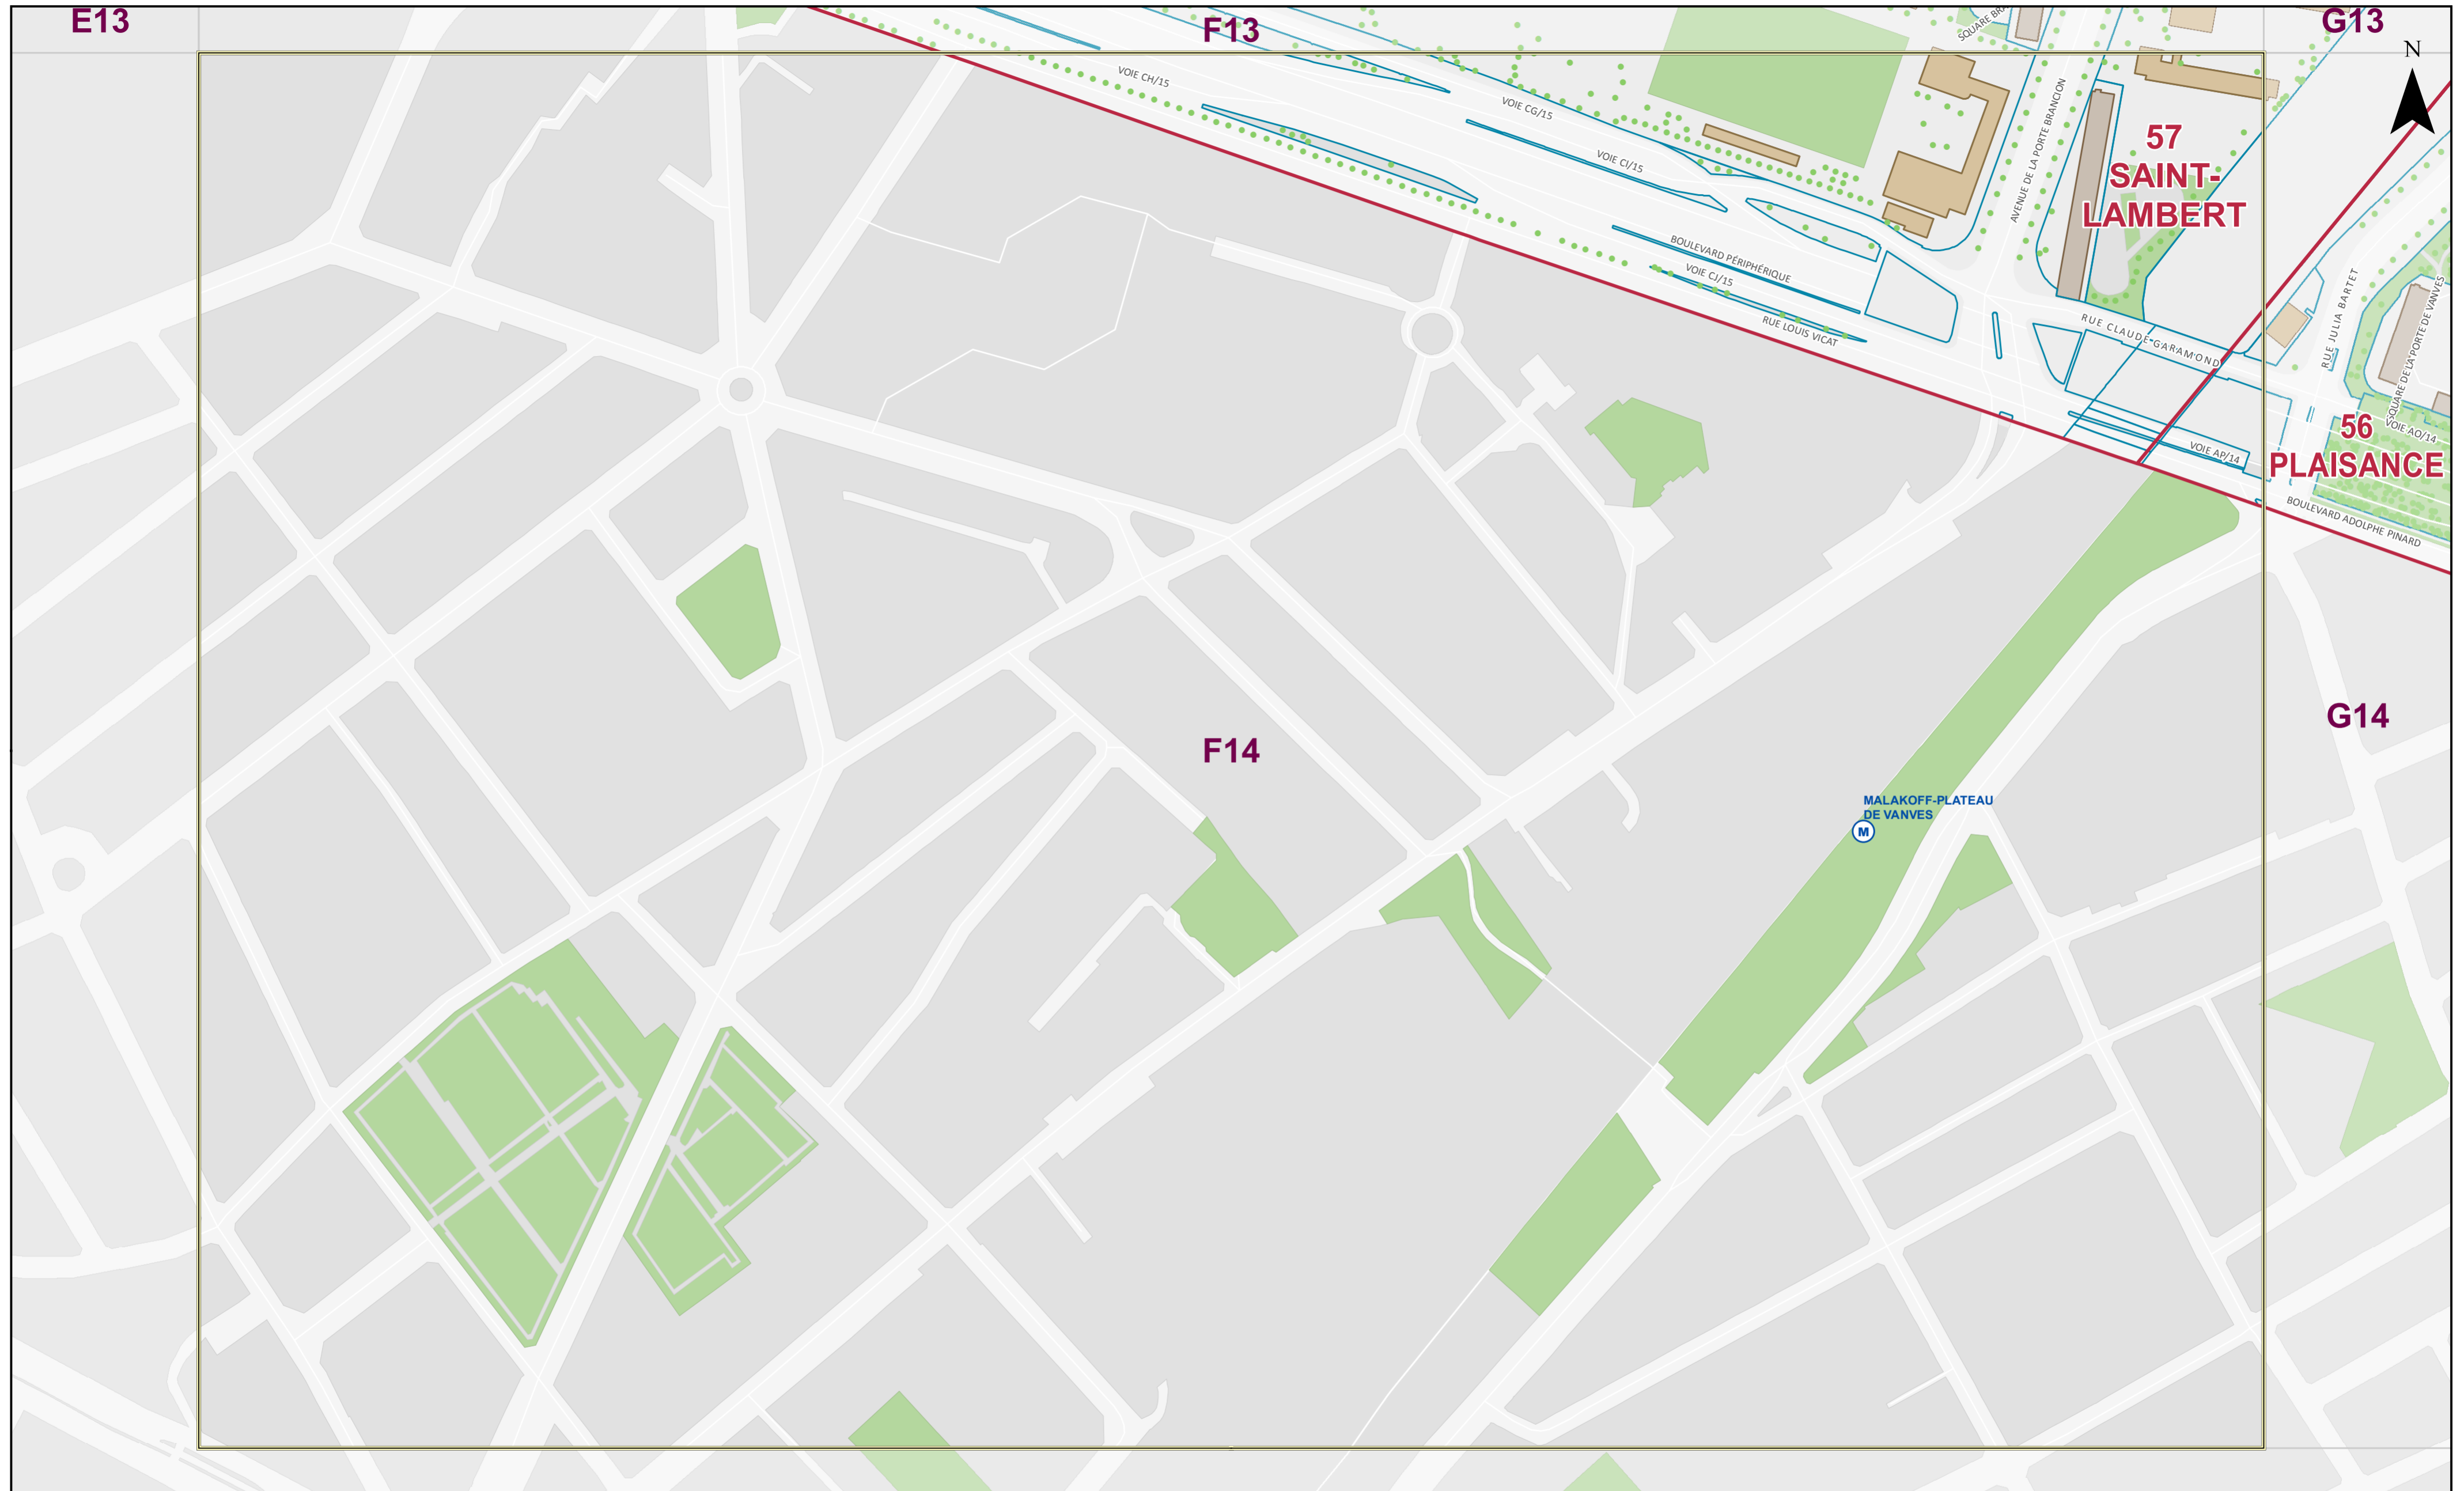 E13
F13
G13
N
SQUARE BRA
VOIE CH/15
VOIE CG/15
VOIE CI/15
AVENUE DE LA PORTE BRANCION
57
SAINT-
LAMBERT
BOULEVARD PÉRIPHÉRIQUE
VOIE CJ/15
RUE LOUIS VICAT
RUE CLAUDE GARAMOND
RUE JULIA BARTET
SQUARE DE LA PORTE DE VANVES
56
PLAISANCE
VOIE AO/14
VOIE AP/14
BOULEVARD ADOLPHE PINARD
F14
G14
MALAKOFF-PLATEAU
DE VANVES
M